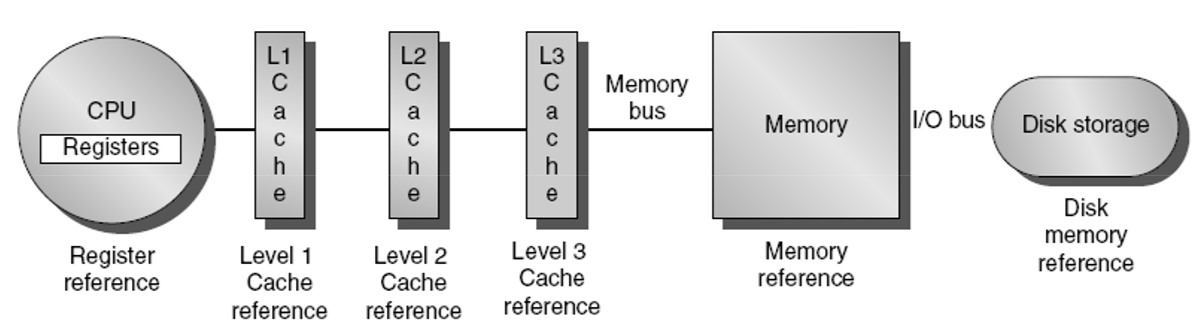 CPU
Registers
L1
C
a
c
h
e
L2
C
a
c
h
e
L3
C
a
c
h
e
Memory
bus
Memory
I/O bus
Disk storage
Register
reference
Level 1
Cache
reference
Level 2
Cache
reference
Level 3
Cache
reference
Memory
reference
Disk
memory
reference